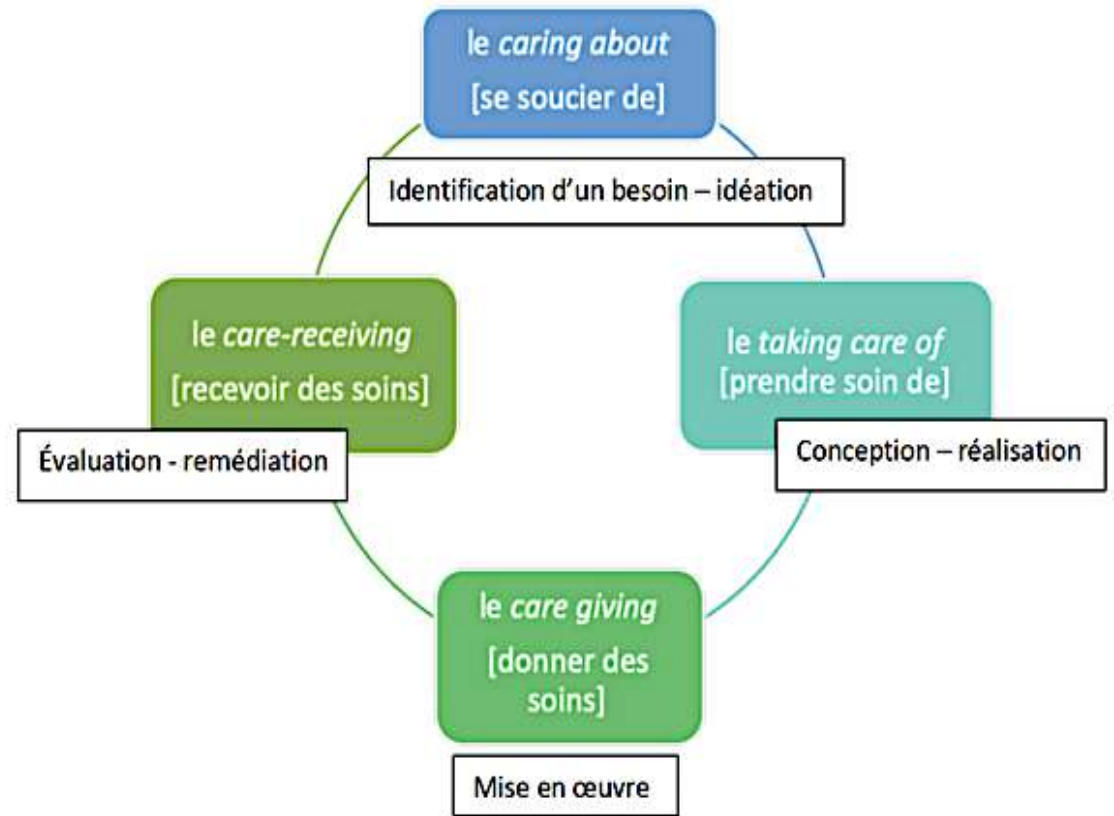 le caring about
[se soucier de]
Identification d'un besoin – idéation
le care-receiving
[recevoir des soins]
Évaluation - remédiation
le taking care of
[prendre soin de]
Conception – réalisation
le care giving
[donner des
soins]
Mise en œuvre